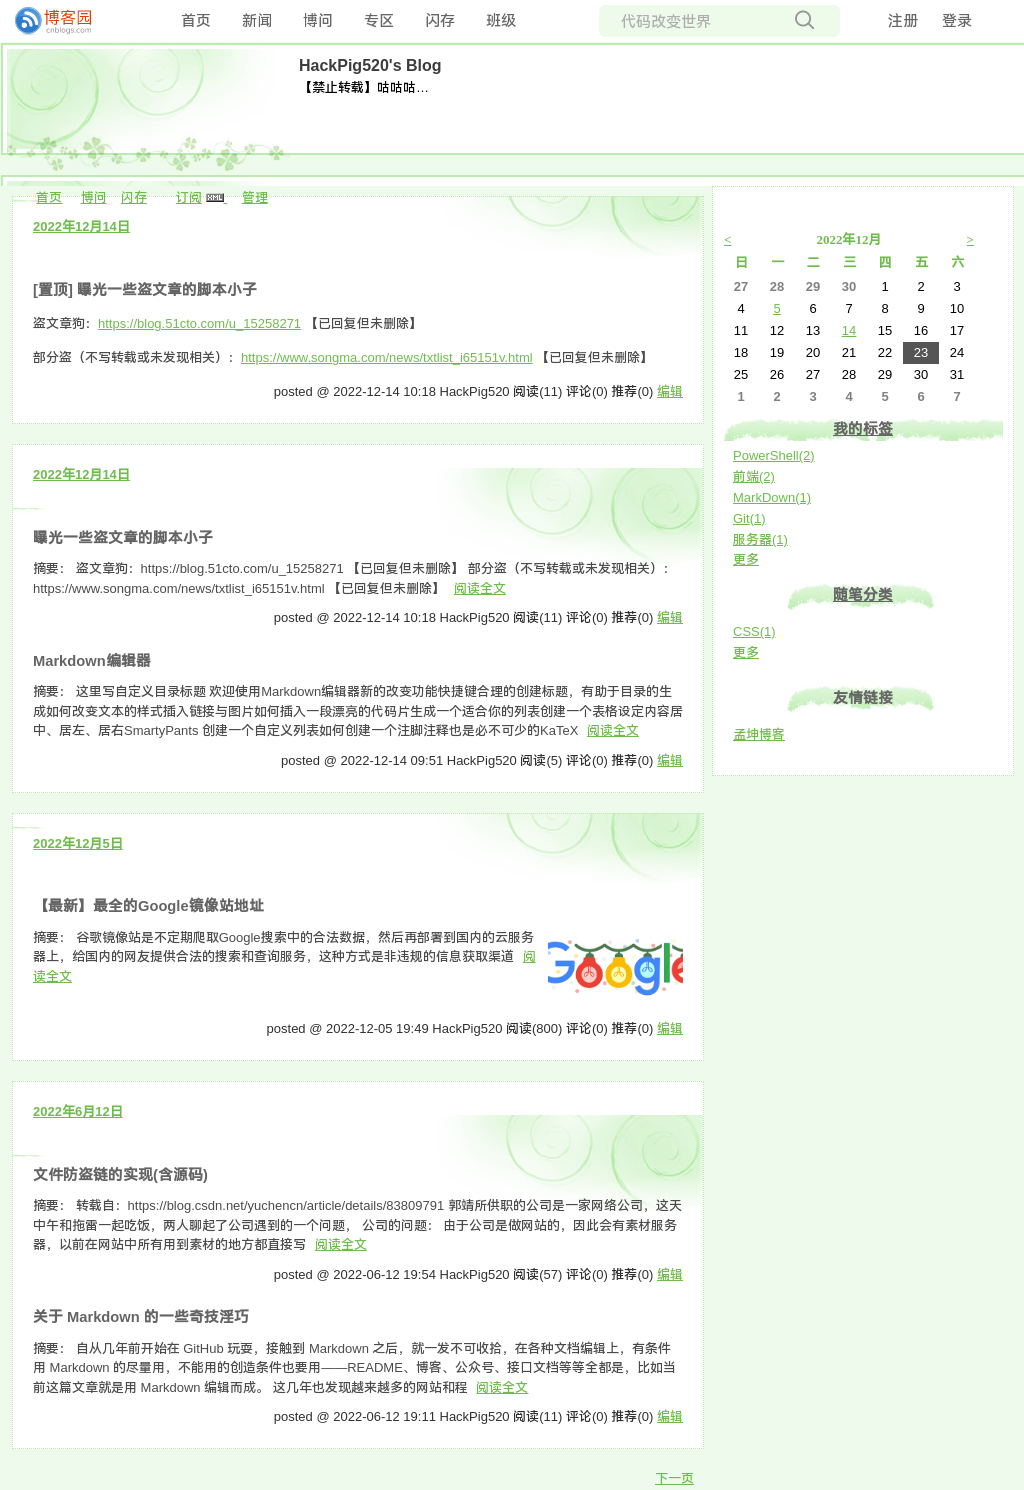 博客园
cnblogs.com
首页 新闻 博问 专区 闪存 班级
代码改变世界
注册 登录
HackPig520's Blog
【禁止转载】咕咕咕…
首页 博问 闪存 订阅 XML 管理
2022年12月14日
[置顶] 曝光一些盗文章的脚本小子
盗文章狗：https://blog.51cto.com/u_15258271 【已回复但未删除】
部分盗（不写转载或未发现相关）：https://www.songma.com/news/txtlist_i65151v.html 【已回复但未删除】
posted @ 2022-12-14 10:18 HackPig520 阅读(11) 评论(0) 推荐(0) 编辑
2022年12月14日
曝光一些盗文章的脚本小子
摘要： 盗文章狗：https://blog.51cto.com/u_15258271 【已回复但未删除】 部分盗（不写转载或未发现相关）：
https://www.songma.com/news/txtlist_i65151v.html 【已回复但未删除】 阅读全文
posted @ 2022-12-14 10:18 HackPig520 阅读(11) 评论(0) 推荐(0) 编辑
Markdown编辑器
摘要： 这里写自定义目录标题 欢迎使用Markdown编辑器新的改变功能快捷键合理的创建标题，有助于目录的生
成如何改变文本的样式插入链接与图片如何插入一段漂亮的代码片生成一个适合你的列表创建一个表格设定内容居
中、居左、居右SmartyPants 创建一个自定义列表如何创建一个注脚注释也是必不可少的KaTeX 阅读全文
posted @ 2022-12-14 09:51 HackPig520 阅读(5) 评论(0) 推荐(0) 编辑
2022年12月5日
【最新】最全的Google镜像站地址
摘要： 谷歌镜像站是不定期爬取Google搜索中的合法数据，然后再部署到国内的云服务
器上，给国内的网友提供合法的搜索和查询服务，这种方式是非违规的信息获取渠道 阅
读全文
Google
posted @ 2022-12-05 19:49 HackPig520 阅读(800) 评论(0) 推荐(0) 编辑
2022年6月12日
文件防盗链的实现(含源码)
摘要： 转载自：https://blog.csdn.net/yuchencn/article/details/83809791 郭靖所供职的公司是一家网络公司，这天
中午和拖雷一起吃饭，两人聊起了公司遇到的一个问题， 公司的问题： 由于公司是做网站的，因此会有素材服务
器，以前在网站中所有用到素材的地方都直接写 阅读全文
posted @ 2022-06-12 19:54 HackPig520 阅读(57) 评论(0) 推荐(0) 编辑
关于 Markdown 的一些奇技淫巧
摘要： 自从几年前开始在 GitHub 玩耍，接触到 Markdown 之后，就一发不可收拾，在各种文档编辑上，有条件
用 Markdown 的尽量用，不能用的创造条件也要用——README、博客、公众号、接口文档等等全都是，比如当
前这篇文章就是用 Markdown 编辑而成。 这几年也发现越来越多的网站和程 阅读全文
posted @ 2022-06-12 19:11 HackPig520 阅读(11) 评论(0) 推荐(0) 编辑
下一页
< 2022年12月 >
日 一 二 三 四 五 六
27 28 29 30 1 2 3
4 5 6 7 8 9 10
11 12 13 14 15 16 17
18 19 20 21 22 23 24
25 26 27 28 29 30 31
1 2 3 4 5 6 7
我的标签
PowerShell(2)
前端(2)
MarkDown(1)
Git(1)
服务器(1)
更多
随笔分类
CSS(1)
更多
友情链接
孟坤博客